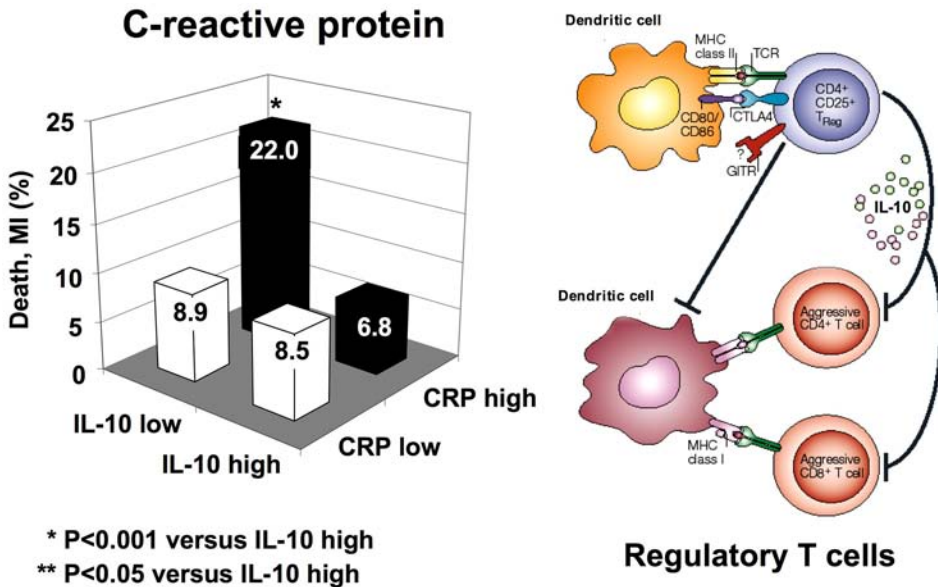 C-reactive protein
Death, MI (%)
25
20
15
10
5
0
*
22.0
8.9
8.5
6.8
IL-10 low
IL-10 high
CRP low
CRP high
* P<0.001 versus IL-10 high
** P<0.05 versus IL-10 high
Dendritic cell
MHC
class II
TCR
CD80/
CD86
CTLA4
?
GITR
CD4+
CD25+
TReg
IL-10
Dendritic cell
Aggressive
CD4+ T cell
MHC
class I
Aggressive
CD8+ T cell
Regulatory T cells